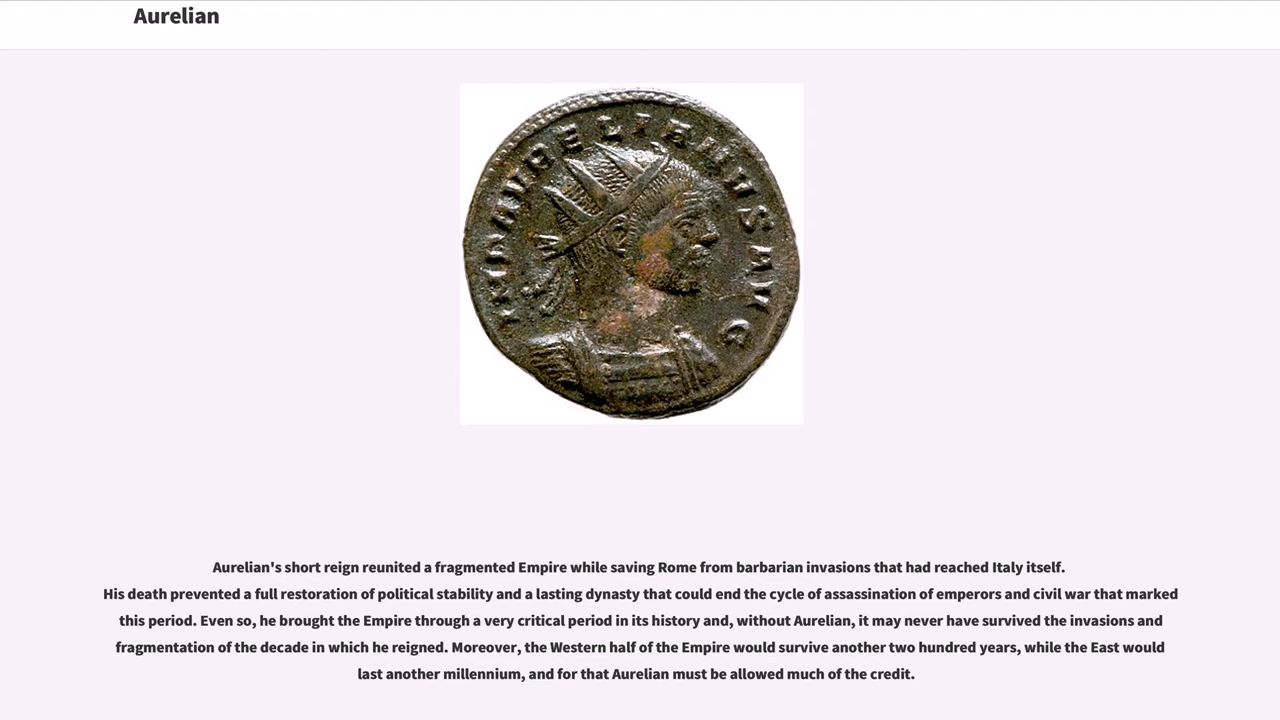 Aurelian
IMP AVRELIANVS AVG
Aurelian's short reign reunited a fragmented Empire while saving Rome from barbarian invasions that had reached Italy itself.
His death prevented a full restoration of political stability and a lasting dynasty that could end the cycle of assassination of emperors and civil war that marked
this period. Even so, he brought the Empire through a very critical period in its history and, without Aurelian, it may never have survived the invasions and
fragmentation of the decade in which he reigned. Moreover, the Western half of the Empire would survive another two hundred years, while the East would
last another millennium, and for that Aurelian must be allowed much of the credit.